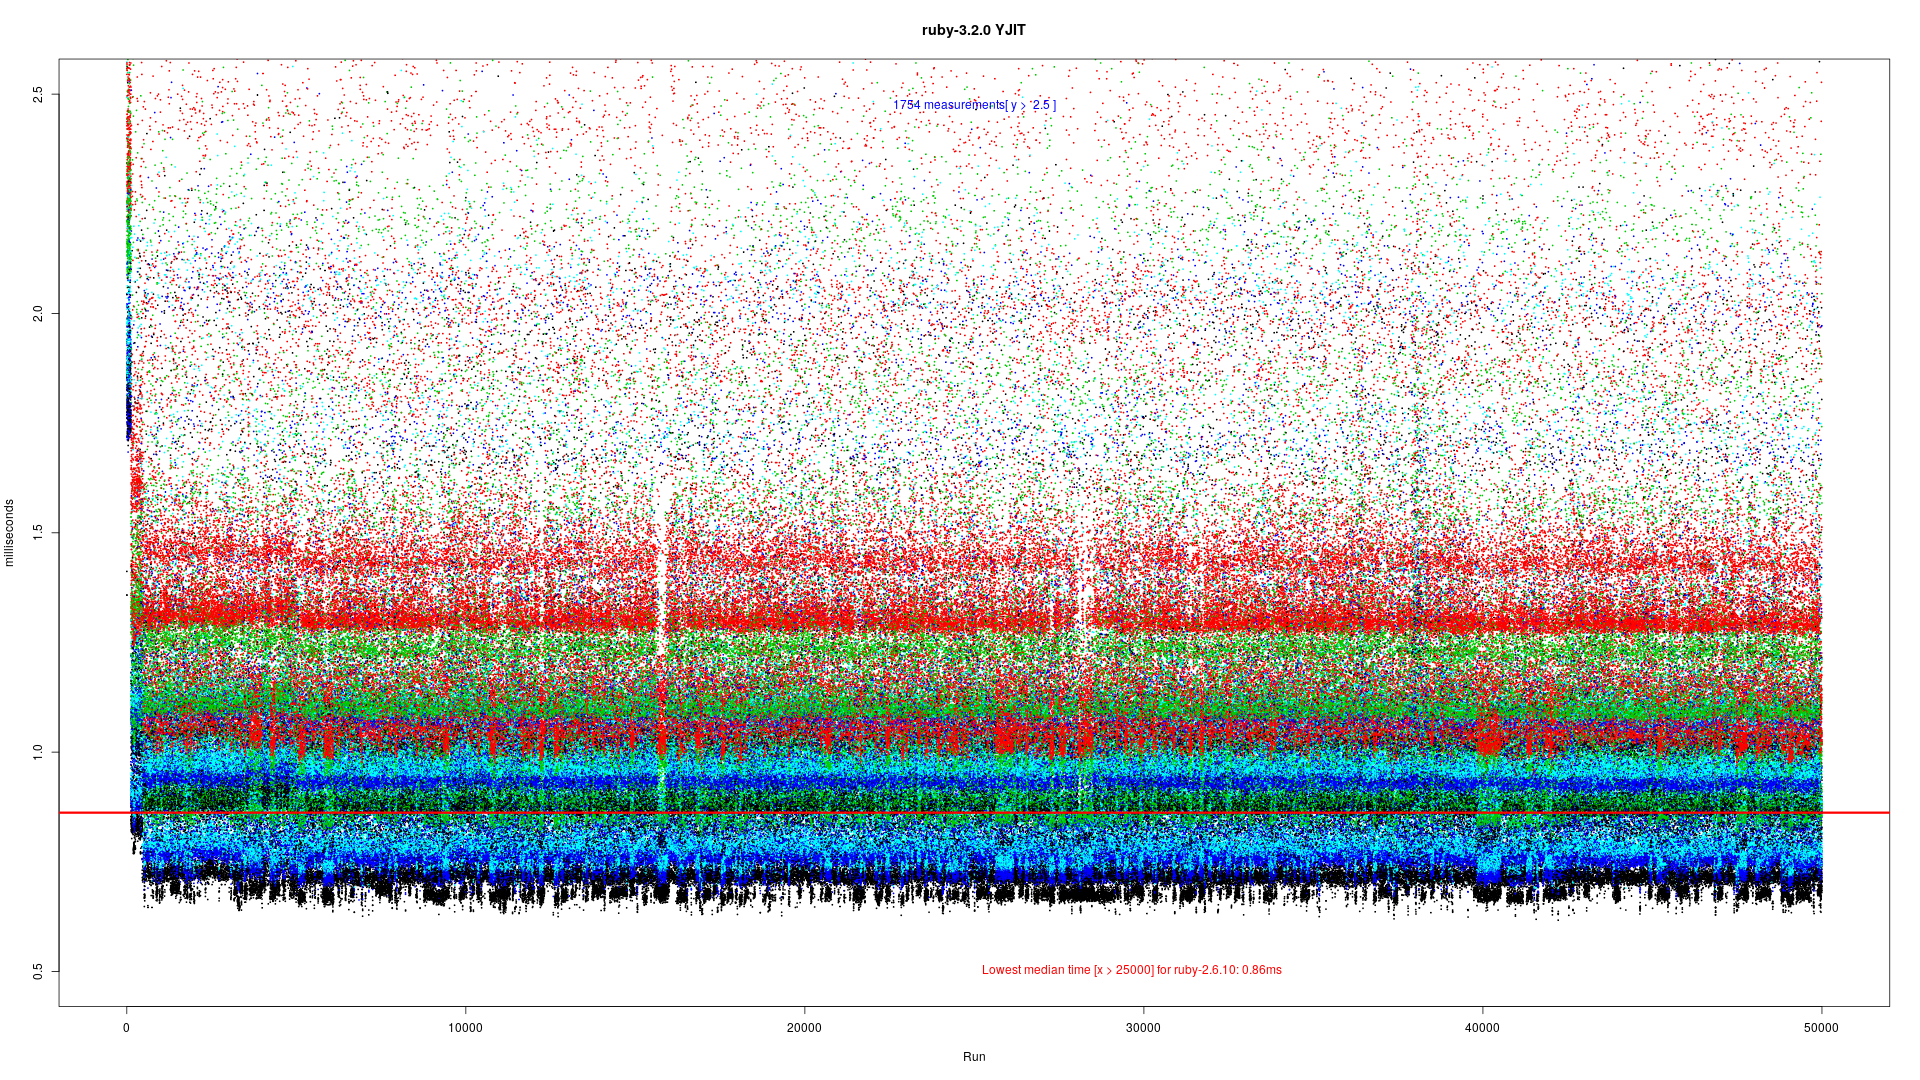 ruby-3.2.0 YJIT
1754 measurements[ y > 2.5 ]
milliseconds
2.5
2.0
1.5
1.0
0.5
Lowest median time [x > 25000] for ruby-2.6.10: 0.86ms
0 10000 20000 30000 40000 50000
Run